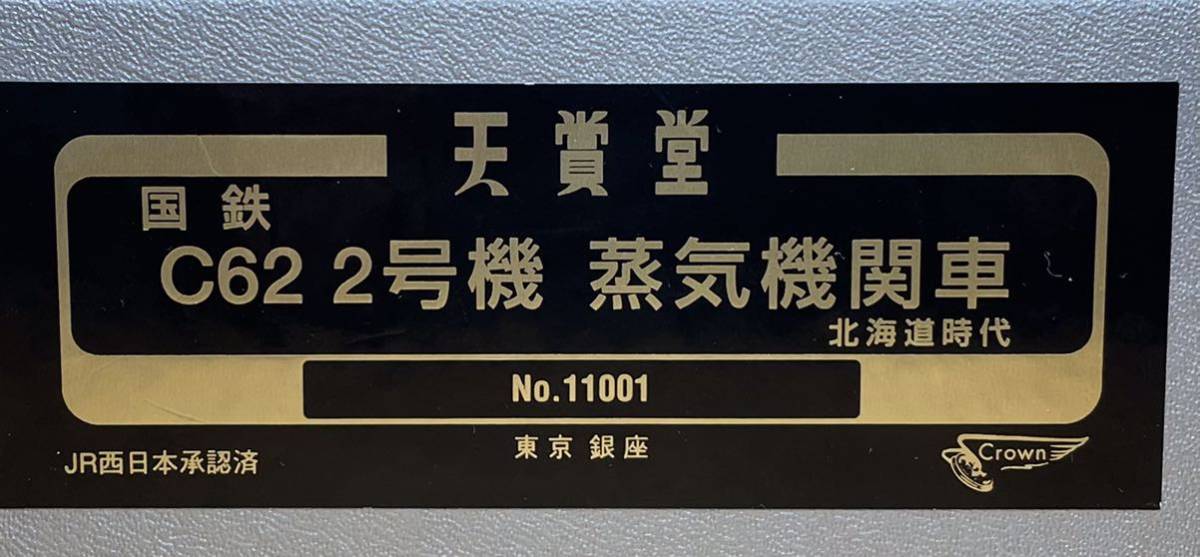 天賞堂
国鉄
C62 2号機 蒸気機関車
北海道時代
No.11001
東京 銀座
JR西日本承認済
Crown